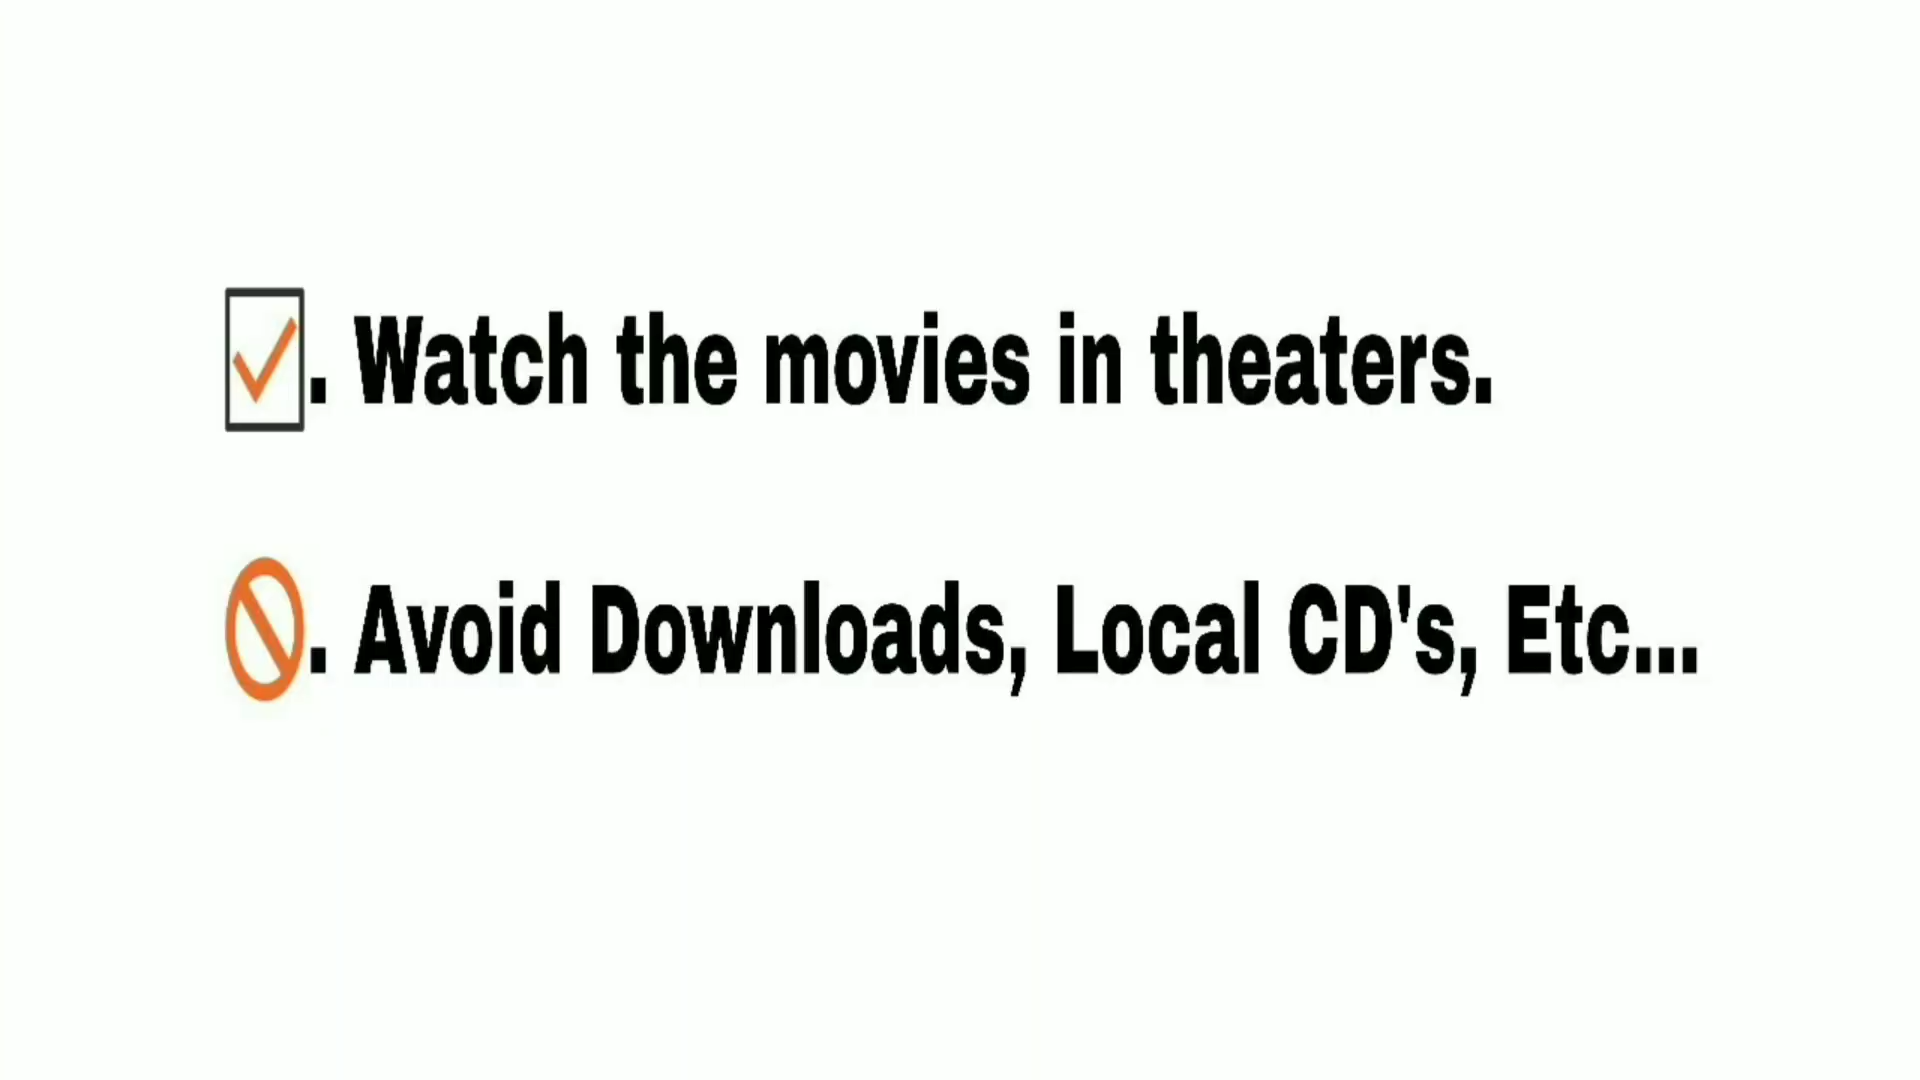 ☑. Watch the movies in theaters.
🚫. Avoid Downloads, Local CD's, Etc...